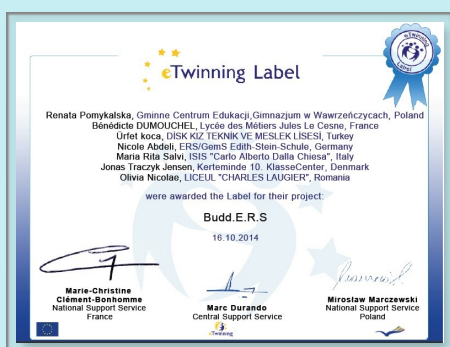 eTwinning Label
eTwinning
Label
Renata Pomykalska, Gminne Centrum Edukacji,Gimnazjum w Wawrzeńczycach, Poland
Bénédicte DUMOUCHEL, Lycée des Métiers Jules Le Cesne, France
Ürfet koca, DİSK KIZ TEKNİK VE MESLEK LİSESİ, Turkey
Nicole Abdeli, ERS/GemS Edith-Stein-Schule, Germany
Maria Rita Salvi, ISIS "Carlo Alberto Dalla Chiesa", Italy
Jonas Traczyk Jensen, Kerteminde 10. KlasseCenter, Denmark
Olivia Nicolae, LICEUL "CHARLES LAUGIER", Romania
were awarded the Label for their project:
Budd.E.R.S
16.10.2014
Marie-Christine
Clément-Bonhomme
National Support Service
France
Marc Durando
Central Support Service
eTwinning
Mirosław Marczewski
National Support Service
Poland